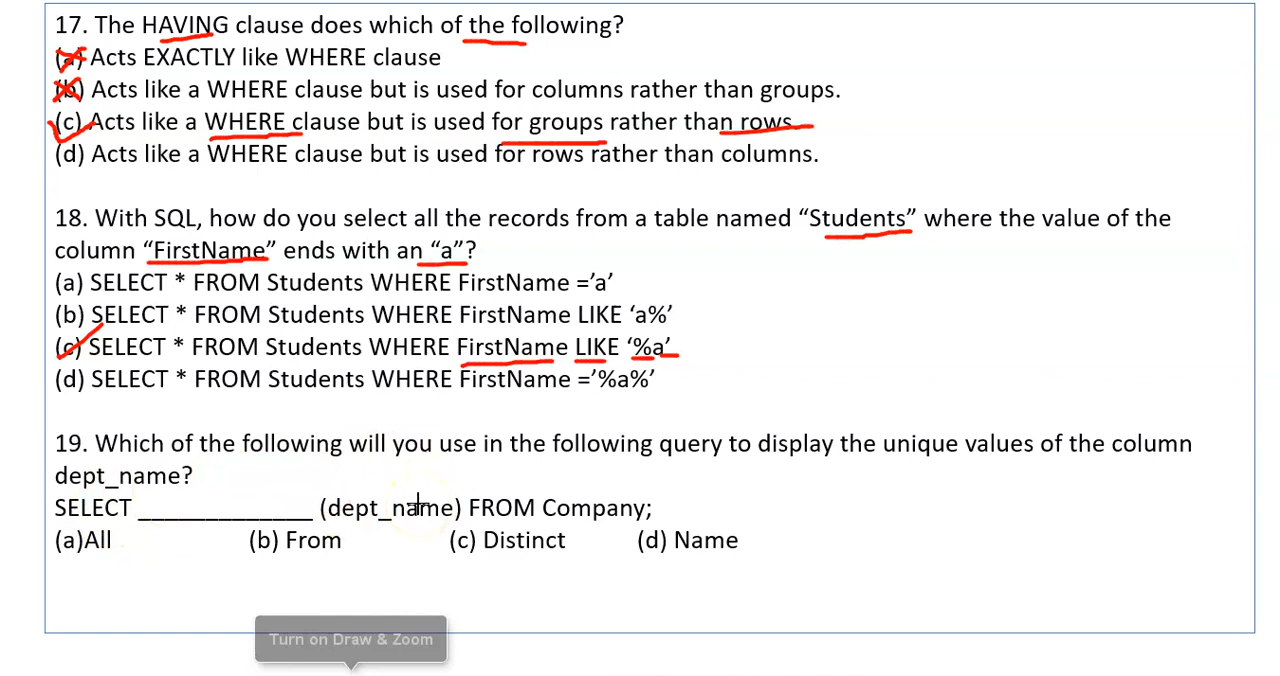 17. The HAVING clause does which of the following?
(a) Acts EXACTLY like WHERE clause
(b) Acts like a WHERE clause but is used for columns rather than groups.
(c) Acts like a WHERE clause but is used for groups rather than rows.
(d) Acts like a WHERE clause but is used for rows rather than columns.
18. With SQL, how do you select all the records from a table named “Students” where the value of the
column “FirstName” ends with an “a”?
(a) SELECT * FROM Students WHERE FirstName =’a’
(b) SELECT * FROM Students WHERE FirstName LIKE ‘a%’
(c) SELECT * FROM Students WHERE FirstName LIKE ‘%a’
(d) SELECT * FROM Students WHERE FirstName =’%a%’
19. Which of the following will you use in the following query to display the unique values of the column
dept_name?
SELECT _____________ (dept_name) FROM Company;
(a)All (b) From (c) Distinct (d) Name
Turn on Draw & Zoom